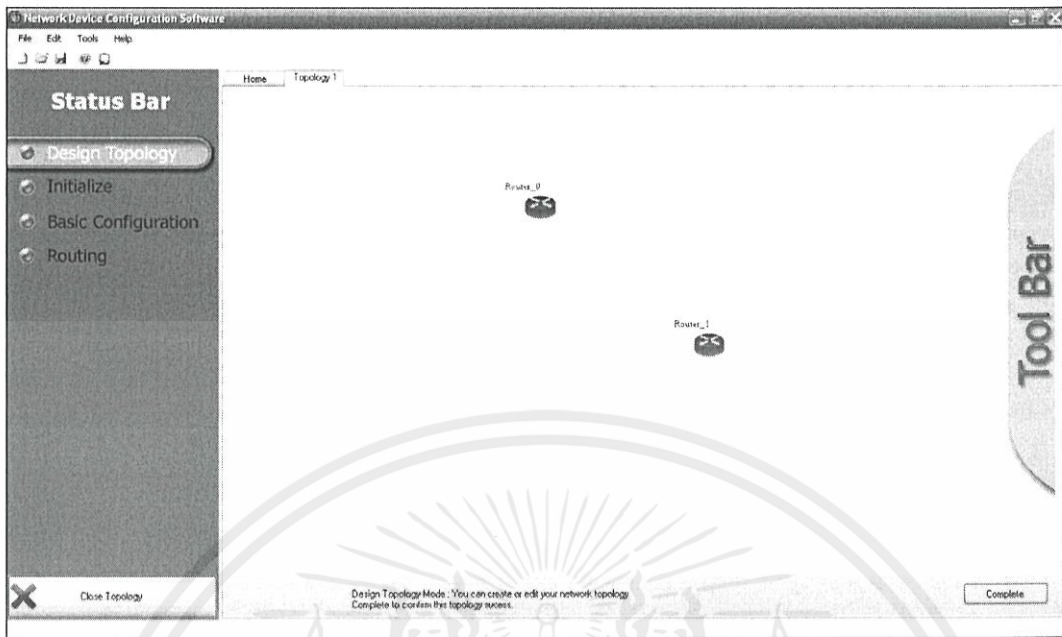 Network Device Configuration Software
File Edit Tools Help
Home Topology 1
Status Bar
Design Topology
Initialize
Basic Configuration
Routing
Router_0
Router_1
Tool Bar
Close Topology
Design Topology Mode : You can create or edit your network topology
Complete to confirm this topology sucess.
Complete